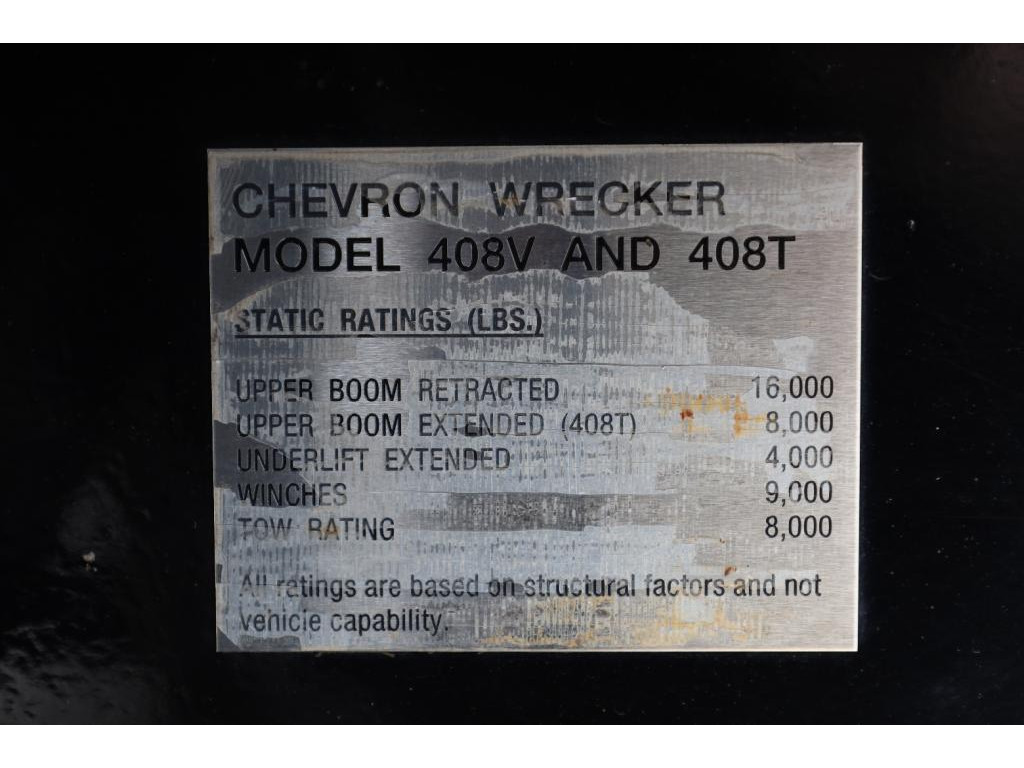 CHEVRON WRECKER
MODEL 408V AND 408T
STATIC RATINGS (LBS.)
UPPER BOOM RETRACTED 16,000
UPPER BOOM EXTENDED (408T) 8,000
UNDERLIFT EXTENDED 4,000
WINCHES 9,000
TOW RATING 8,000
All ratings are based on structural factors and not
vehicle capability.